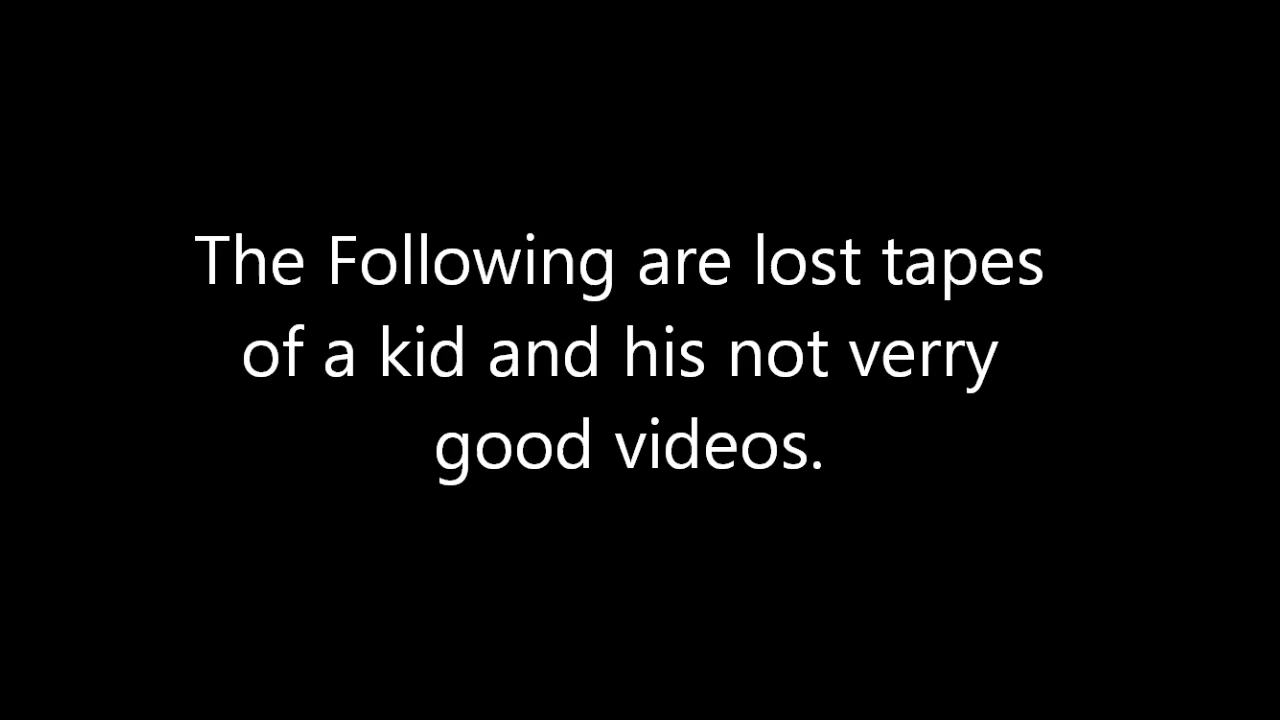 The Following are lost tapes
of a kid and his not verry
good videos.